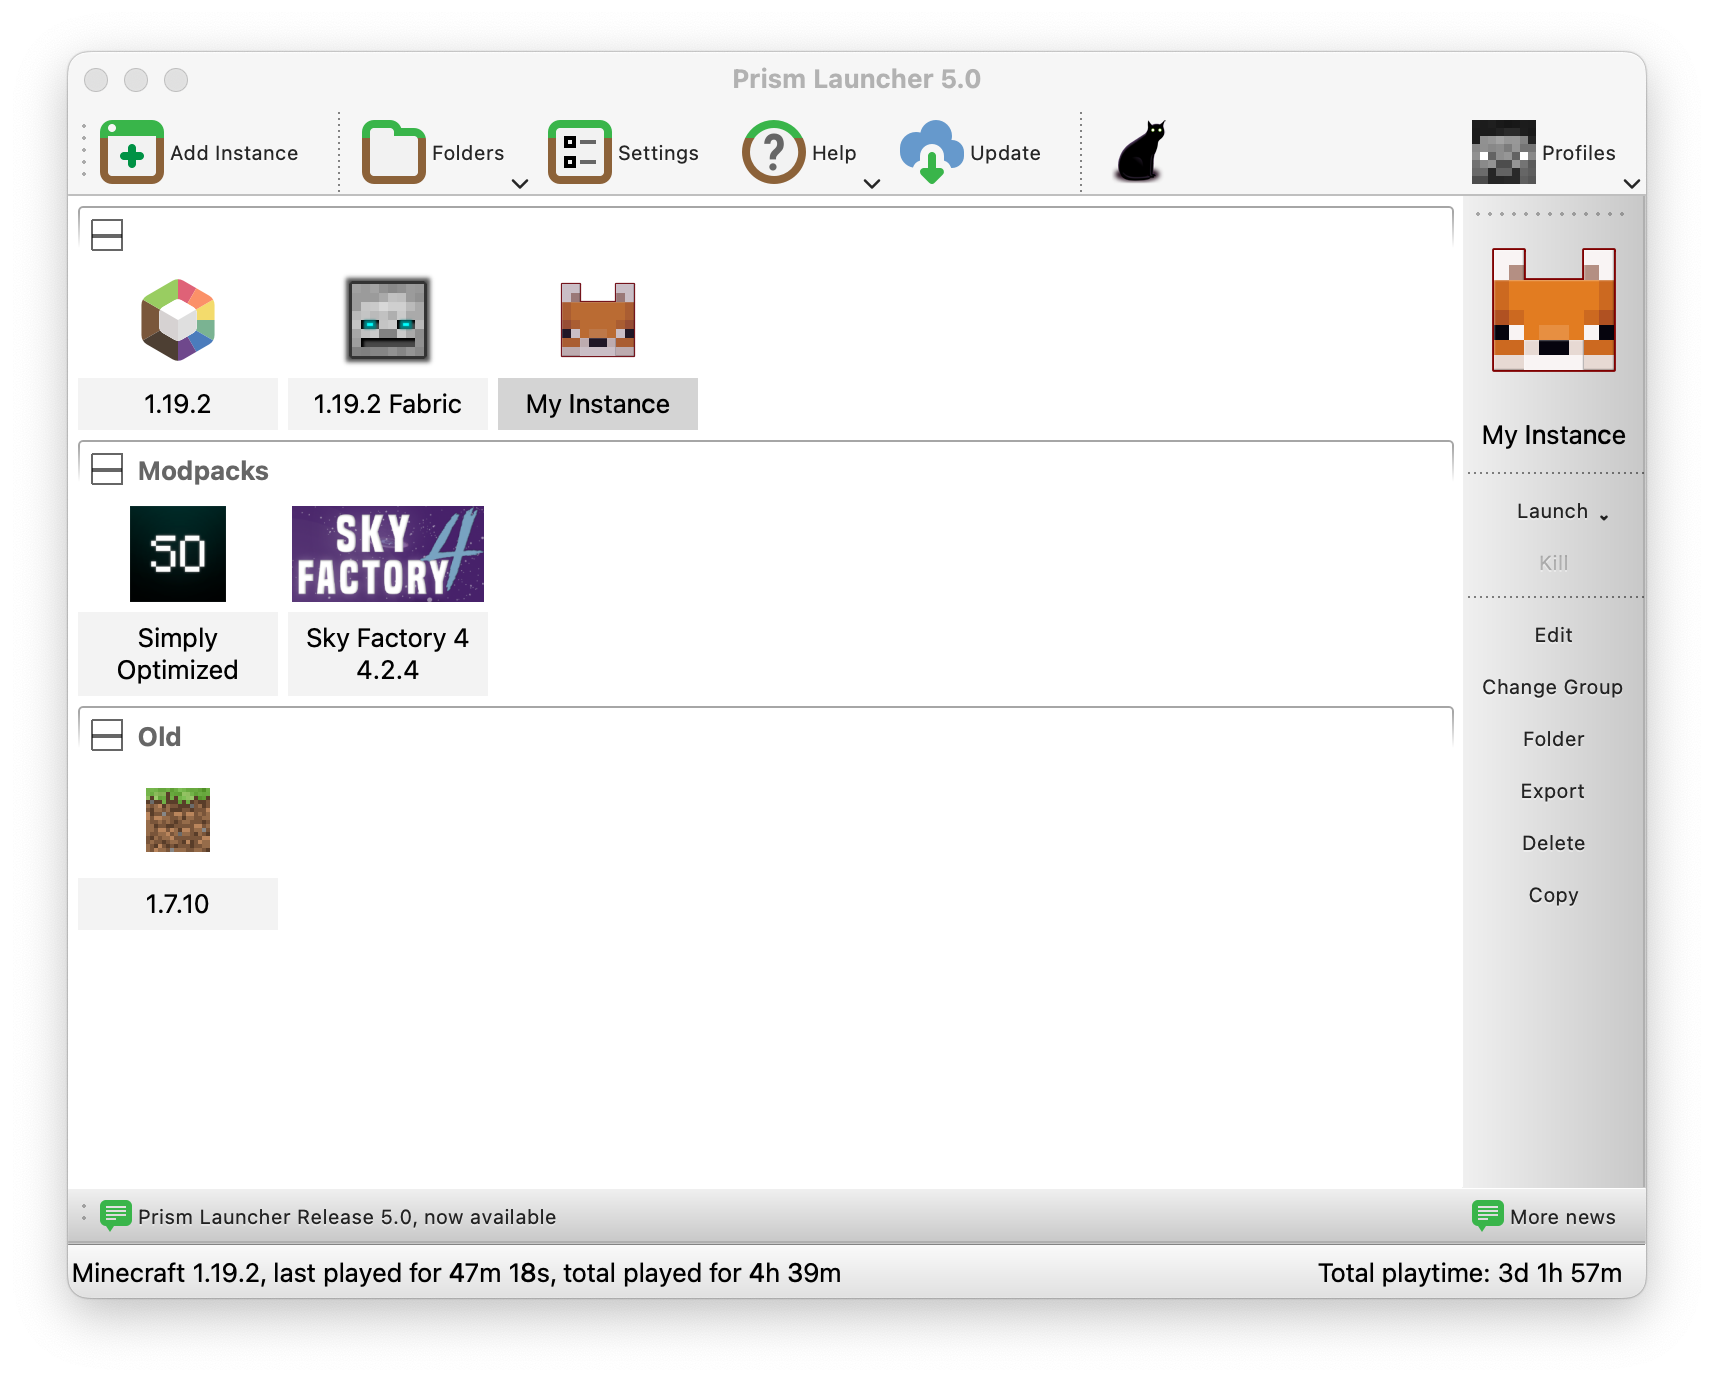 Prism Launcher 5.0
Add Instance
Folders
Settings
Help
Update
Profiles
1.19.2
1.19.2 Fabric
My Instance
Modpacks
SO
SKY
FACTORY 4
Simply
Optimized
Sky Factory 4
4.2.4
Old
1.7.10
My Instance
Launch
Kill
Edit
Change Group
Folder
Export
Delete
Copy
Prism Launcher Release 5.0, now available
More news
Minecraft 1.19.2, last played for 47m 18s, total played for 4h 39m
Total playtime: 3d 1h 57m